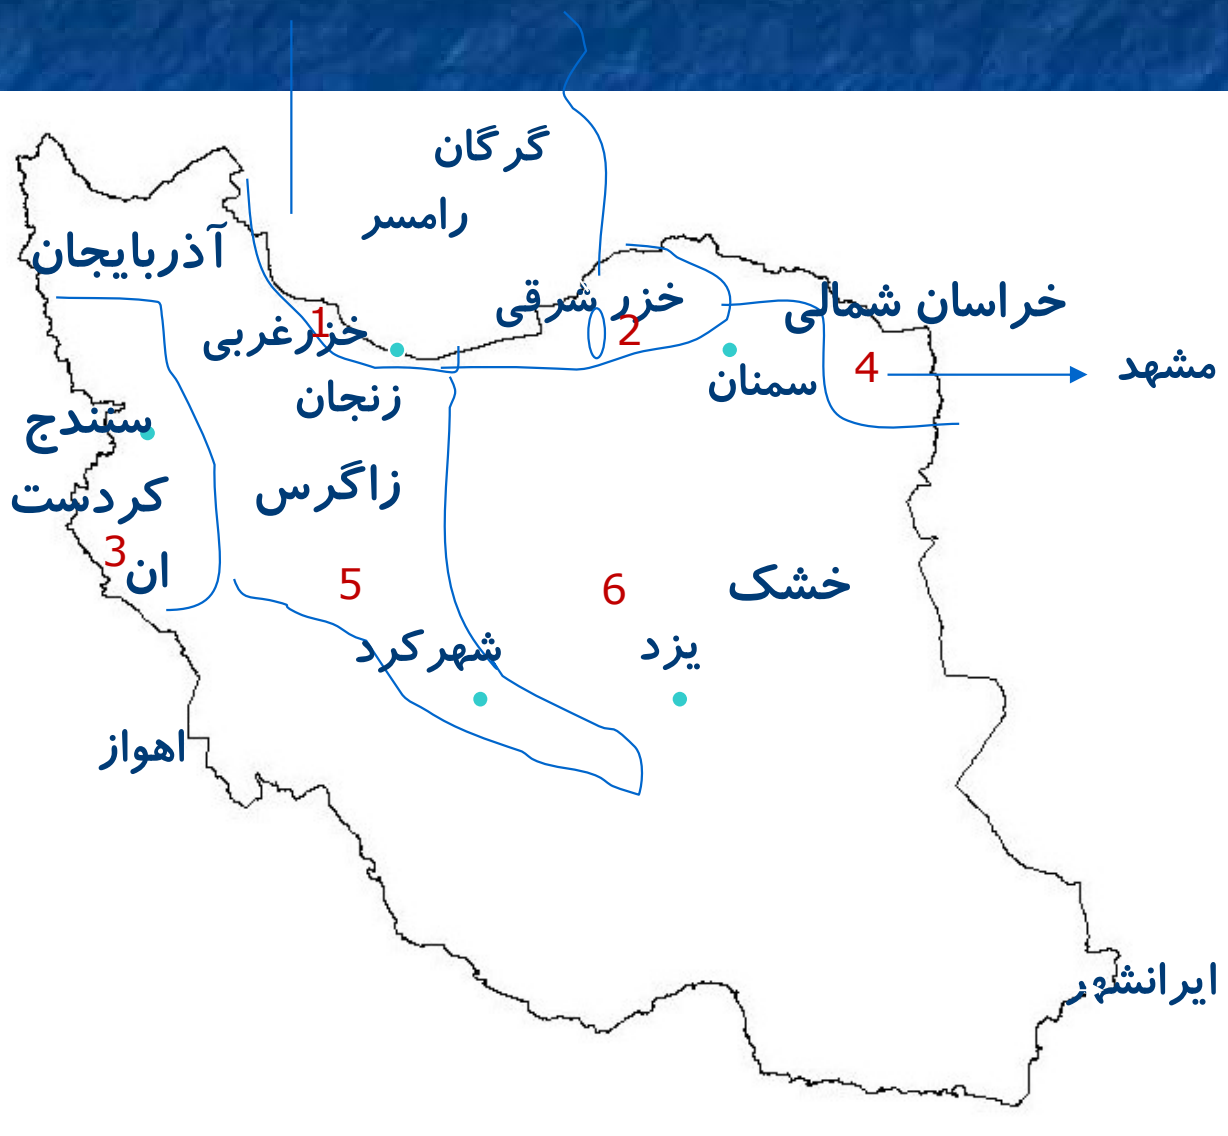 گرگان
رامسر
آذربایجان
خزر شرقی
خراسان شمالی
1
2
خزرغربی
4
مشهد
سمنان
زنجان
سنندج
زاگرس
کردست
ان
3
5
6
خشک
شهرکرد
یزد
اهواز
ایرانشهر